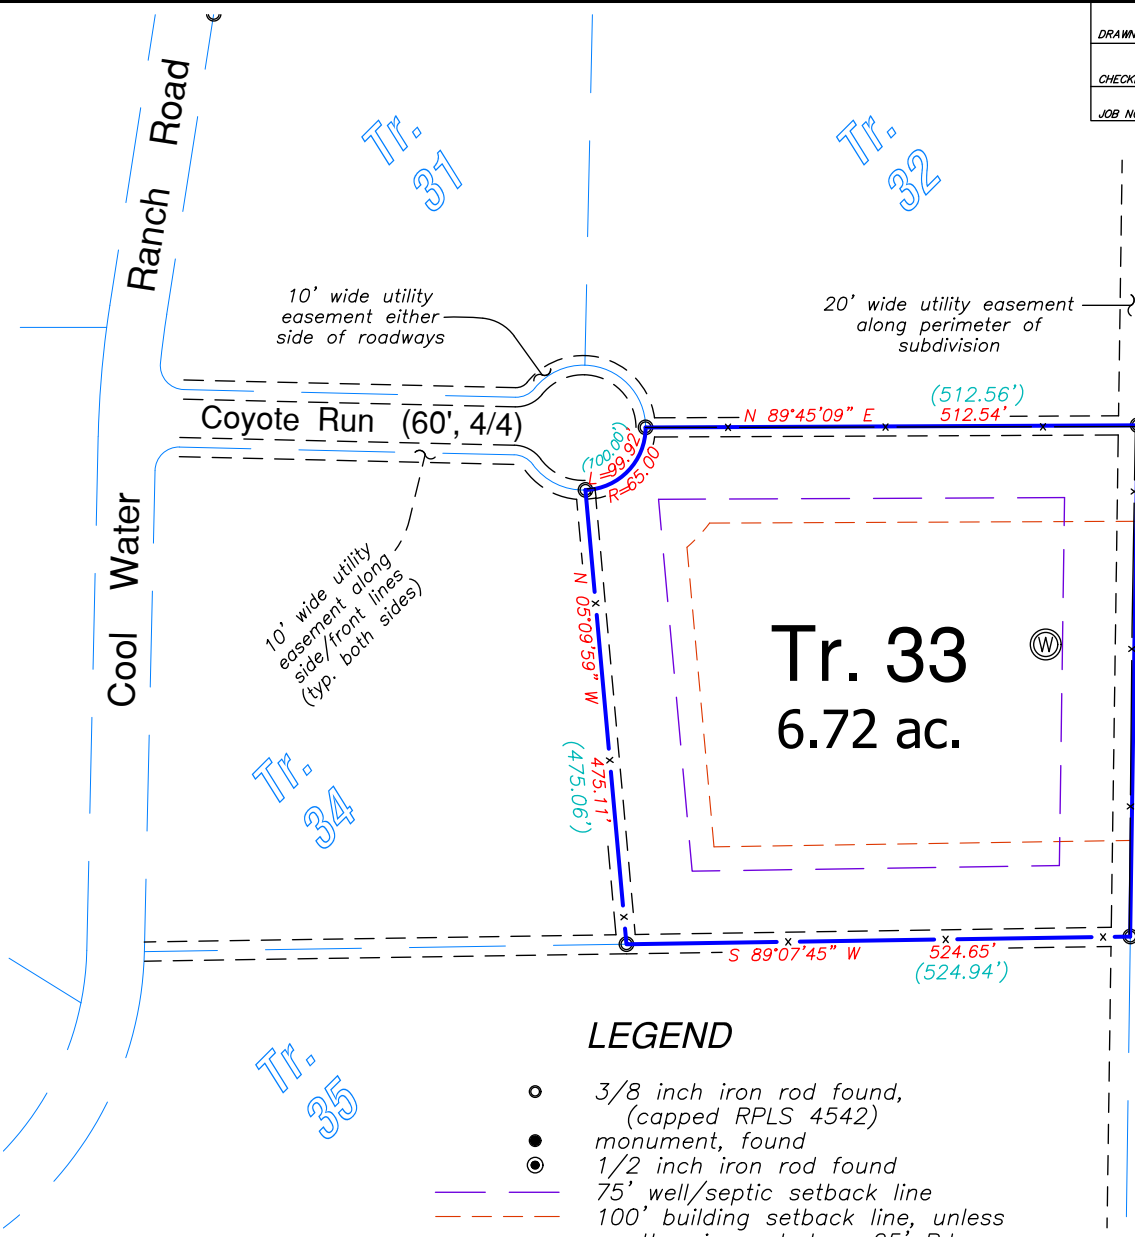 DRAWN
CHECK
JOB N
Ranch Road
Tr.
31
Tr.
32
10' wide utility
easement either
side of roadways
20' wide utility easement
along perimeter of
subdivision
Coyote Run (60', 4/4)
(512.56')
N 89°45'09" E 512.54'
(100.00')
L=99.92
R=65.00
Cool Water
10' wide utility
easement along
side/front lines
(typ. both sides)
N 05°09'59" W
475.11'
(475.06')
Tr. 33
6.72 ac.
W
Tr.
34
S 89°07'45" W 524.65'
(524.94')
Tr.
35
LEGEND
3/8 inch iron rod found,
(capped RPLS 4542)
monument, found
1/2 inch iron rod found
75' well/septic setback line
100' building setback line, unless